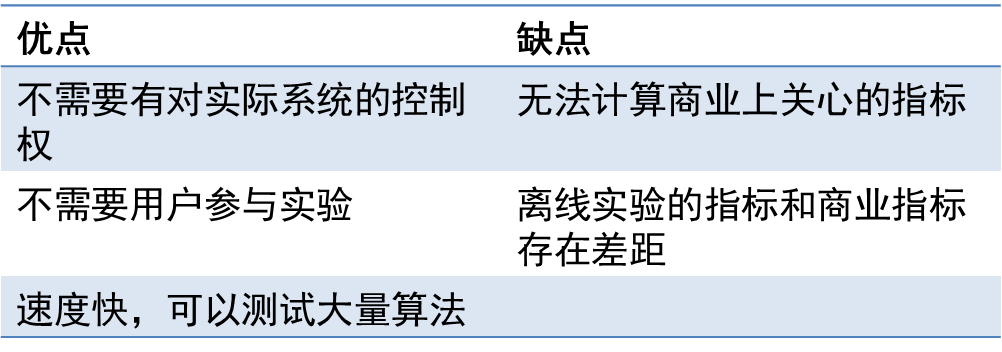 优点 缺点
不需要有对实际系统的控制 无法计算商业上关心的指标
权
不需要用户参与实验 离线实验的指标和商业指标
存在差距
速度快，可以测试大量算法